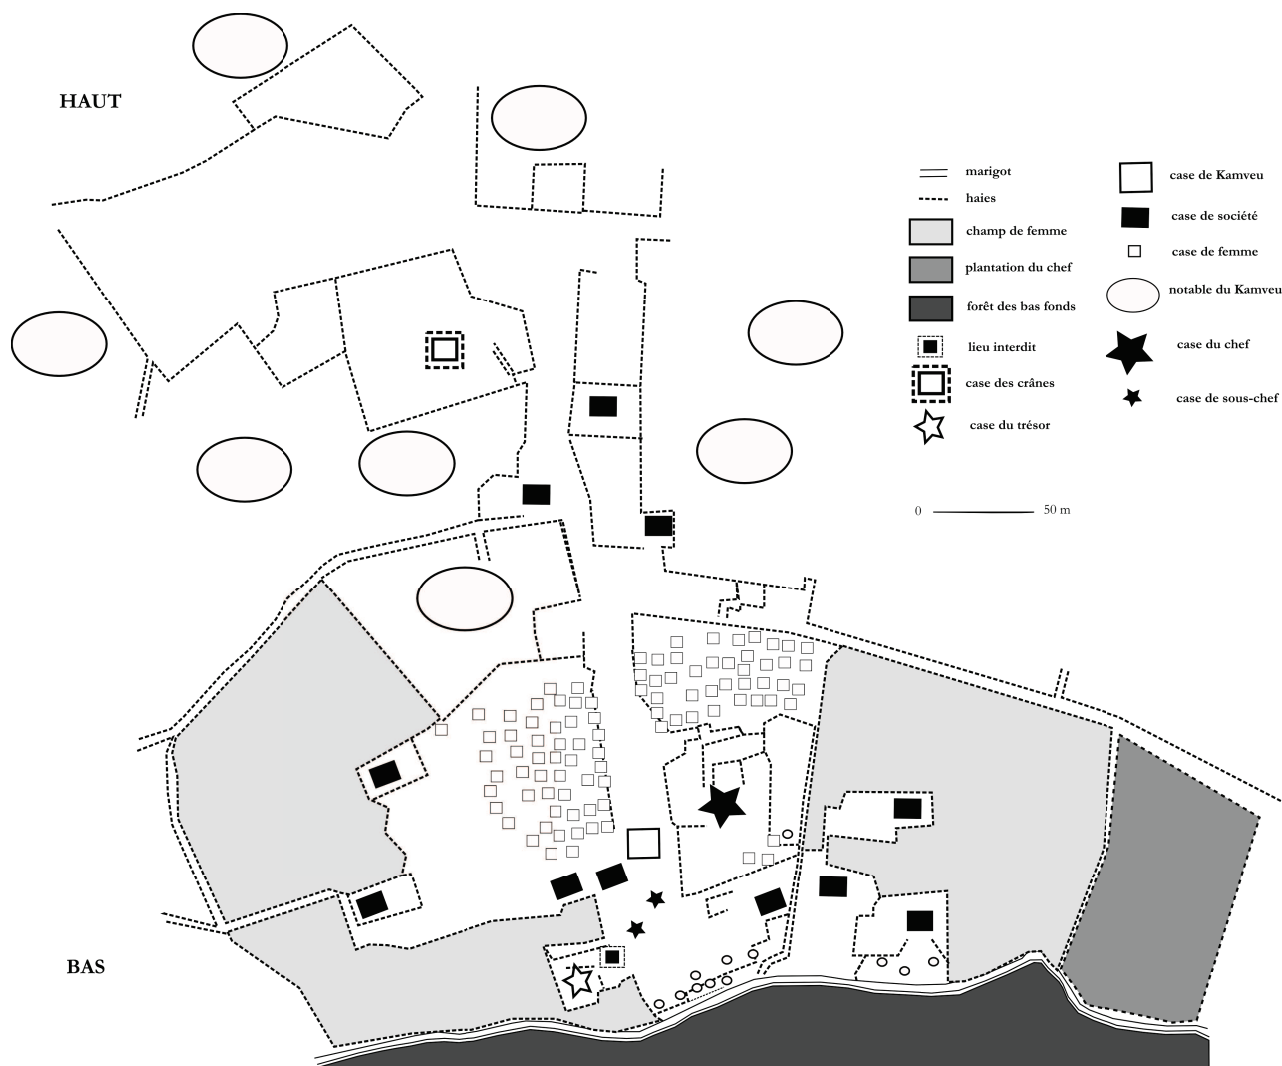 HAUT
marigot
haies
champ de femme
plantation du chef
forêt des bas fonds
lieu interdit
case des crânes
case du trésor
case de Kamveu
case de société
case de femme
notable du Kamveu
case du chef
case de sous-chef
0 50 m
BAS